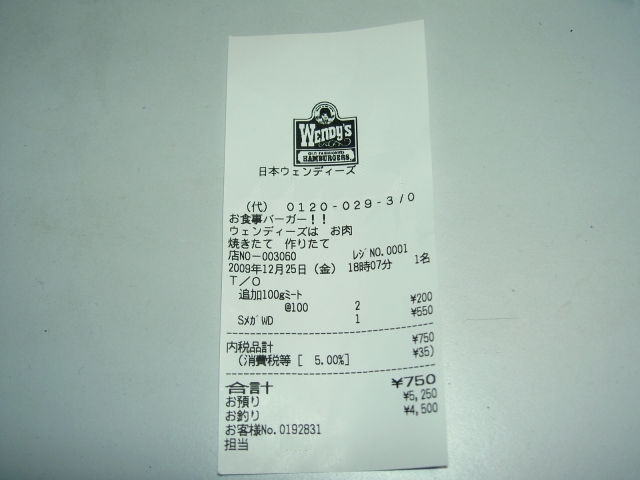 WENDY'S
OLD FASHIONED
HAMBURGERS
日本ウェンディーズ
(代) 0120-029-310
お食事バーガー!!
ウェンディーズは お肉
焼きたて 作りたて
店NO-003060 レジNO.0001
2009年12月25日(金) 18時07分 1名
T/O
追加100gミート
@100 2 ¥200
SメガWD 1 ¥550
内税品計 ¥750
(消費税等[ 5.00%] ¥35)
合計 ¥750
お預り ¥5,250
お釣り ¥4,500
お客様No.0192831
担当